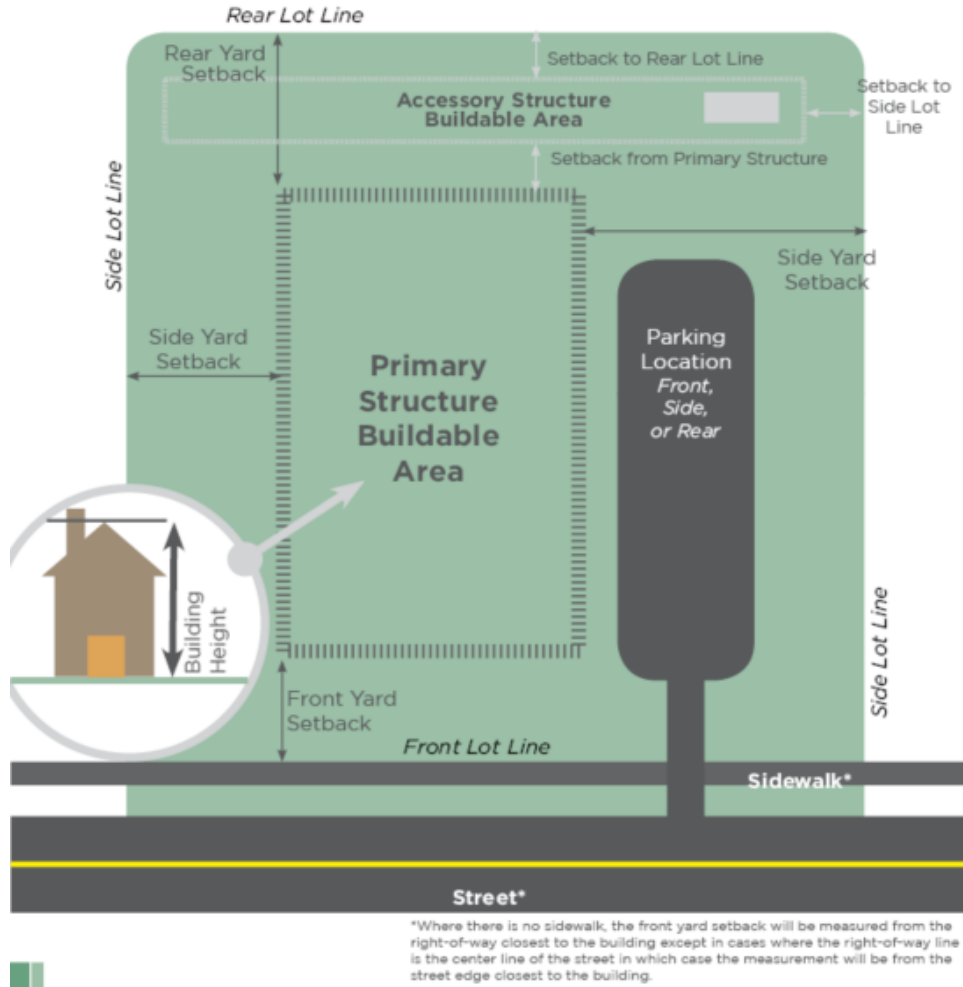 Rear Lot Line
Rear Yard
Setback
Setback to Rear Lot Line
Accessory Structure
Buildable Area
Setback to
Side Lot
Line
Setback from Primary Structure
Side Lot Line
Side Yard
Setback
Side Yard
Setback
Parking
Location
Front,
Side,
or Rear
Primary
Structure
Buildable
Area
Building
Height
Side Lot Line
Front Yard
Setback
Front Lot Line
Sidewalk*
Street*
*Where there is no sidewalk, the front yard setback will be measured from the
right-of-way closest to the building except in cases where the right-of-way line
is the center line of the street in which case the measurement will be from the
street edge closest to the building.